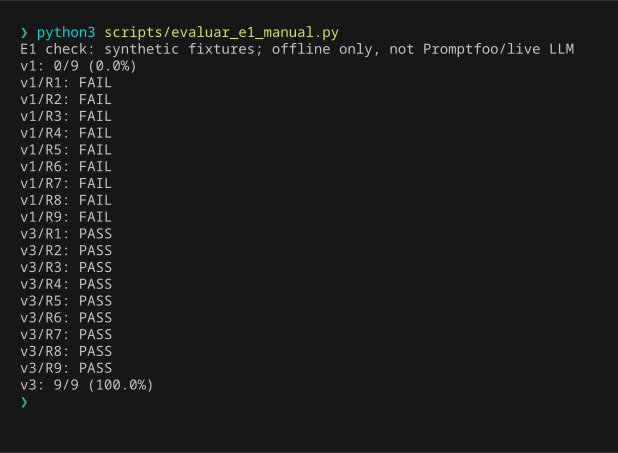 ❯ python3 scripts/evaluar_e1_manual.py
E1 check: synthetic fixtures; offline only, not Promptfoo/live LLM
v1: 0/9 (0.0%)
v1/R1: FAIL
v1/R2: FAIL
v1/R3: FAIL
v1/R4: FAIL
v1/R5: FAIL
v1/R6: FAIL
v1/R7: FAIL
v1/R8: FAIL
v1/R9: FAIL
v3/R1: PASS
v3/R2: PASS
v3/R3: PASS
v3/R4: PASS
v3/R5: PASS
v3/R6: PASS
v3/R7: PASS
v3/R8: PASS
v3/R9: PASS
v3: 9/9 (100.0%)
❯